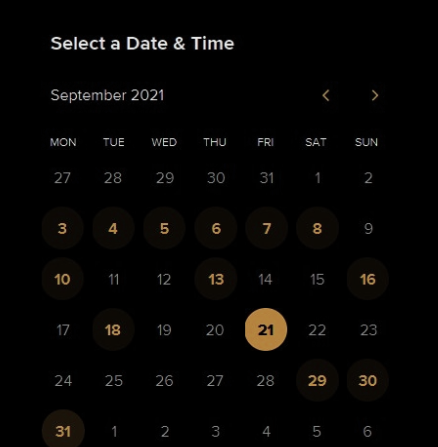 Select a Date & Time
September 2021
MON TUE WED THU FRI SAT SUN
27 28 29 30 31 1 2
3 4 5 6 7 8 9
10 11 12 13 14 15 16
17 18 19 20 21 22 23
24 25 26 27 28 29 30
31 1 2 3 4 5 6